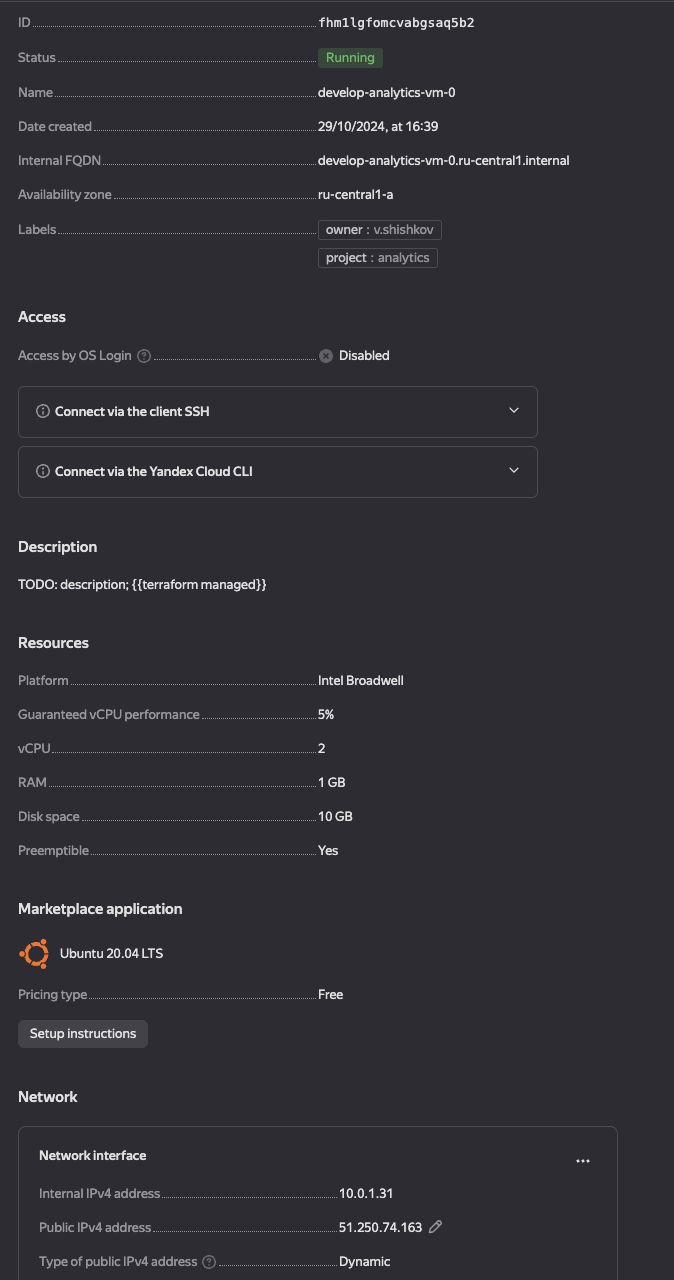 ID fhm1lgfomcvabgsaq5b2
Status Running
Name develop-analytics-vm-0
Date created 29/10/2024, at 16:39
Internal FQDN develop-analytics-vm-0.ru-central1.internal
Availability zone ru-central1-a
Labels owner : v.shishkov
project : analytics
Access
Access by OS Login ? Disabled
Connect via the client SSH
Connect via the Yandex Cloud CLI
Description
TODO: description; {{terraform managed}}
Resources
Platform Intel Broadwell
Guaranteed vCPU performance 5%
vCPU 2
RAM 1 GB
Disk space 10 GB
Preemptible Yes
Marketplace application
Ubuntu 20.04 LTS
Pricing type Free
Setup instructions
Network
Network interface
Internal IPv4 address 10.0.1.31
Public IPv4 address 51.250.74.163
Type of public IPv4 address ? Dynamic